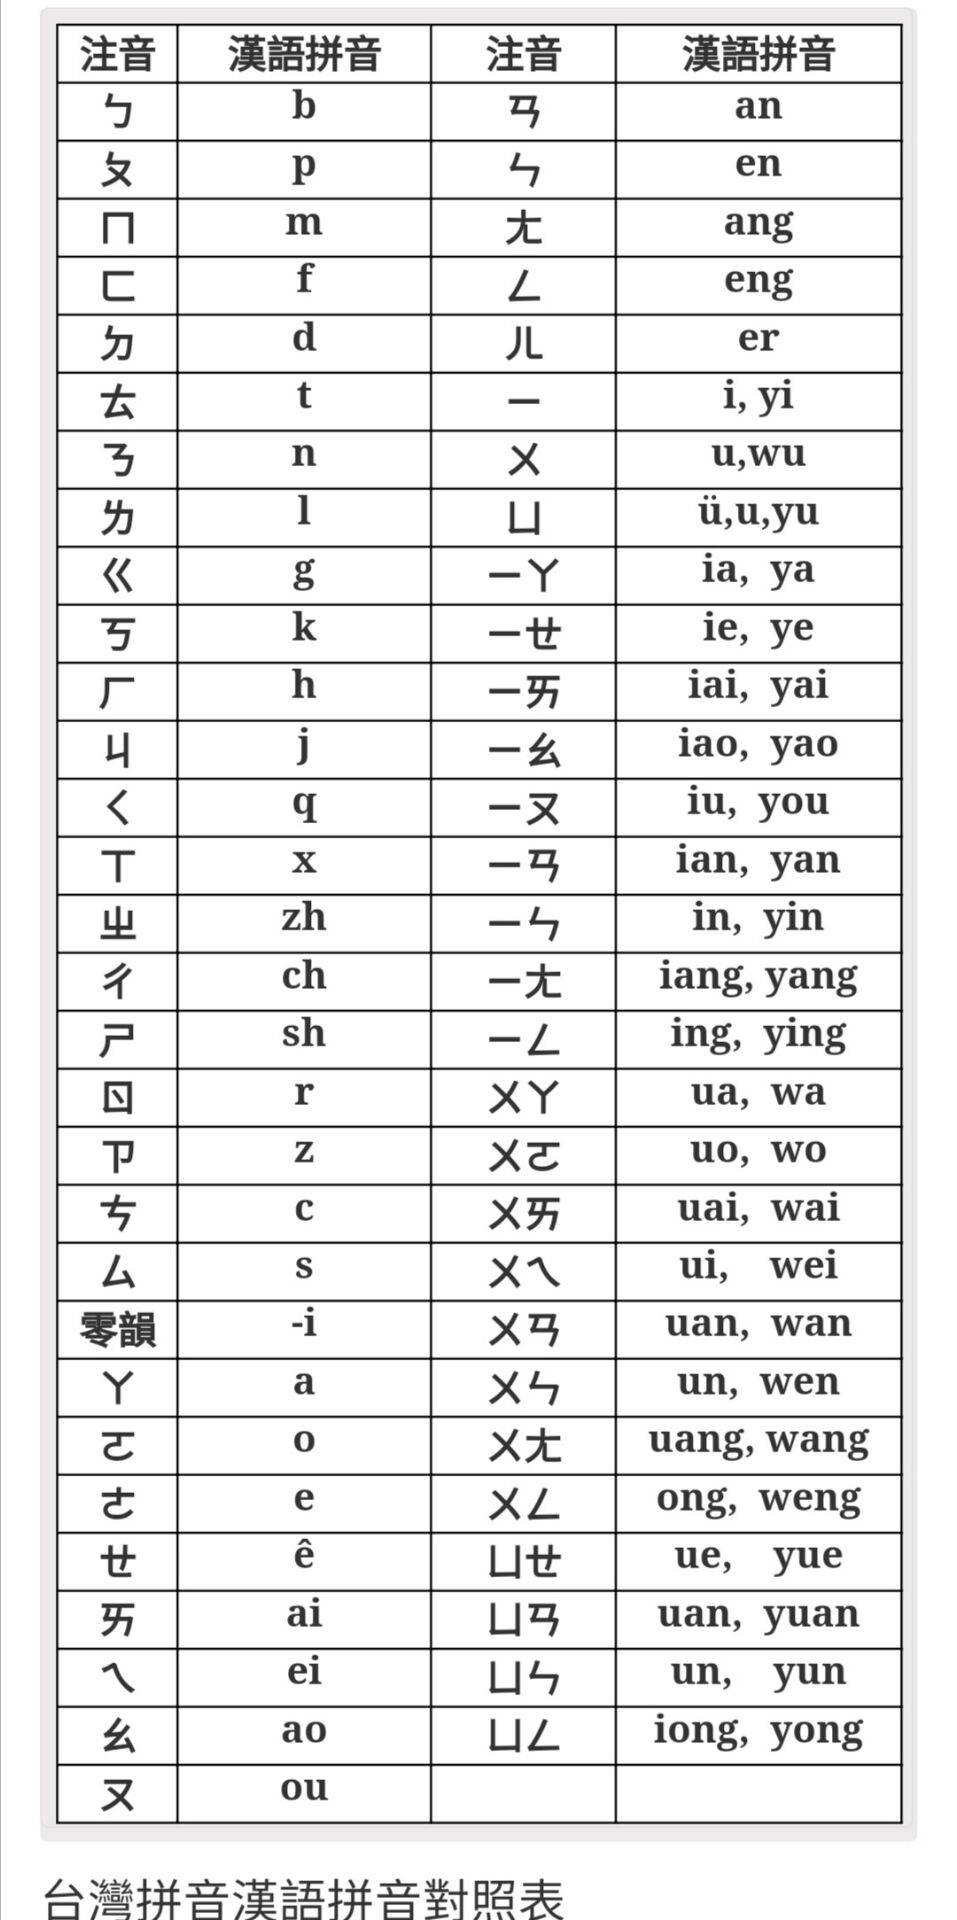 注音 漢語拼音 注音 漢語拼音
ㄅ b ㄢ an
ㄆ p ㄣ en
ㄇ m ㄤ ang
ㄈ f ㄥ eng
ㄉ d ㄦ er
ㄊ t ㄧ i, yi
ㄋ n ㄨ u,wu
ㄌ l ㄩ ü,u,yu
ㄍ g ㄧㄚ ia, ya
ㄎ k ㄧㄝ ie, ye
ㄏ h ㄧㄞ iai, yai
ㄐ j ㄧㄠ iao, yao
ㄑ q ㄧㄡ iu, you
ㄒ x ㄧㄢ ian, yan
ㄓ zh ㄧㄣ in, yin
ㄔ ch ㄧㄤ iang, yang
ㄕ sh ㄧㄥ ing, ying
ㄖ r ㄨㄚ ua, wa
ㄗ z ㄨㄛ uo, wo
ㄘ c ㄨㄞ uai, wai
ㄙ s ㄨㄟ ui, wei
零韻 -i ㄨㄢ uan, wan
ㄚ a ㄨㄣ un, wen
ㄛ o ㄨㄤ uang, wang
ㄜ e ㄨㄥ ong, weng
ㄝ ê ㄩㄝ ue, yue
ㄞ ai ㄩㄢ uan, yuan
ㄟ ei ㄩㄣ un, yun
ㄠ ao ㄩㄥ iong, yong
ㄡ ou
台灣拼音漢語拼音對照表